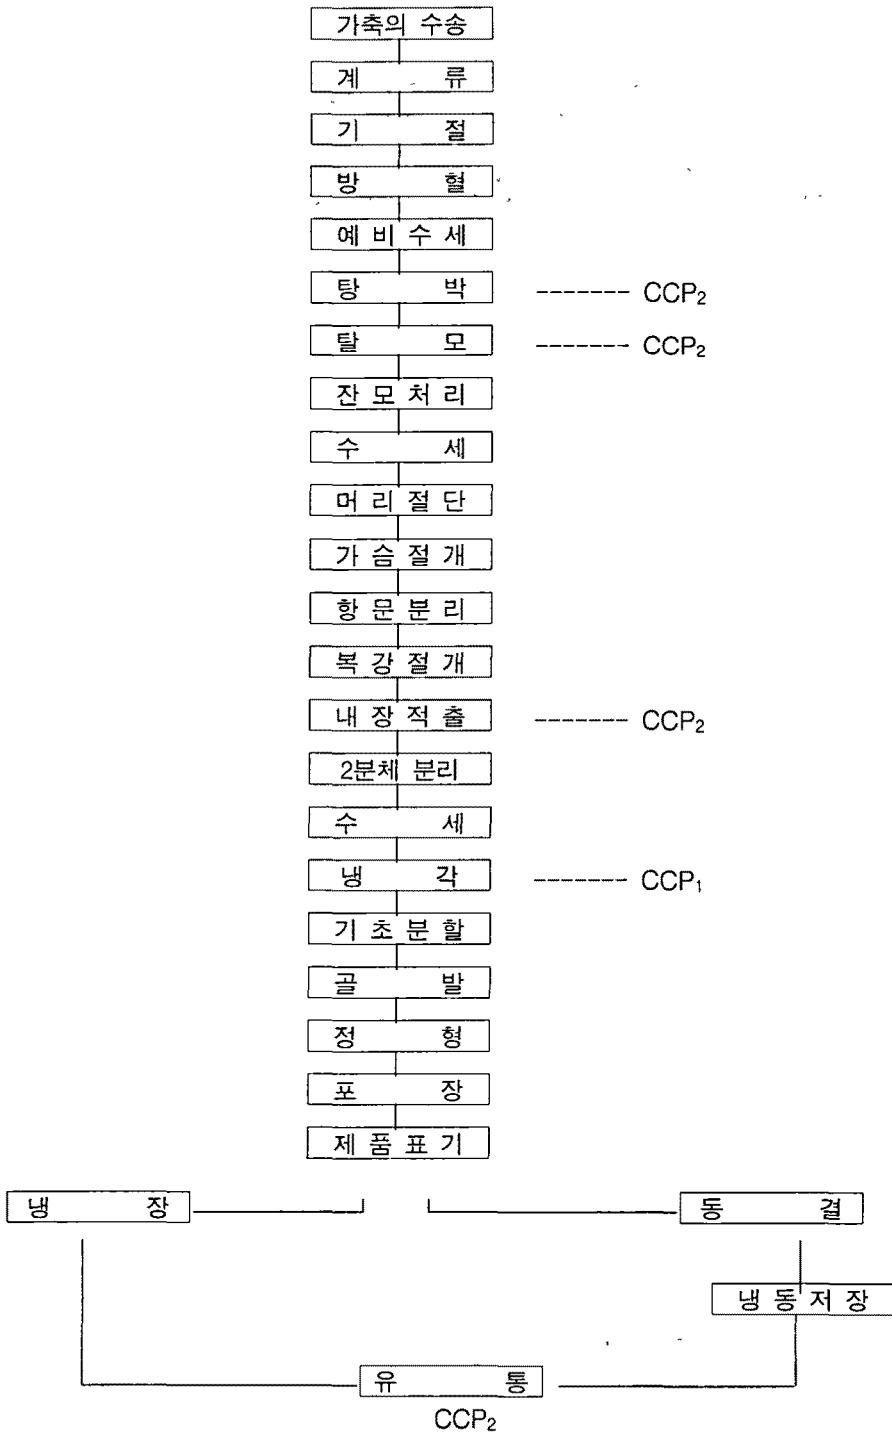 가축의 수송
계 류
기 절
방 혈
예 비 수 세
탕 박 ------- CCP₂
탈 모 ------- CCP₂
잔 모 처 리
수 세
머 리 절 단
가 슴 절 개
항 문 분 리
복 강 절 개
내 장 적 출 ------- CCP₂
2분체 분리
수 세
냉 각 ------- CCP₁
기 초 분 할
골 발
정 형
포 장
제 품 표 기
냉 장 동 결
냉 동 저 장
유 통
CCP₂